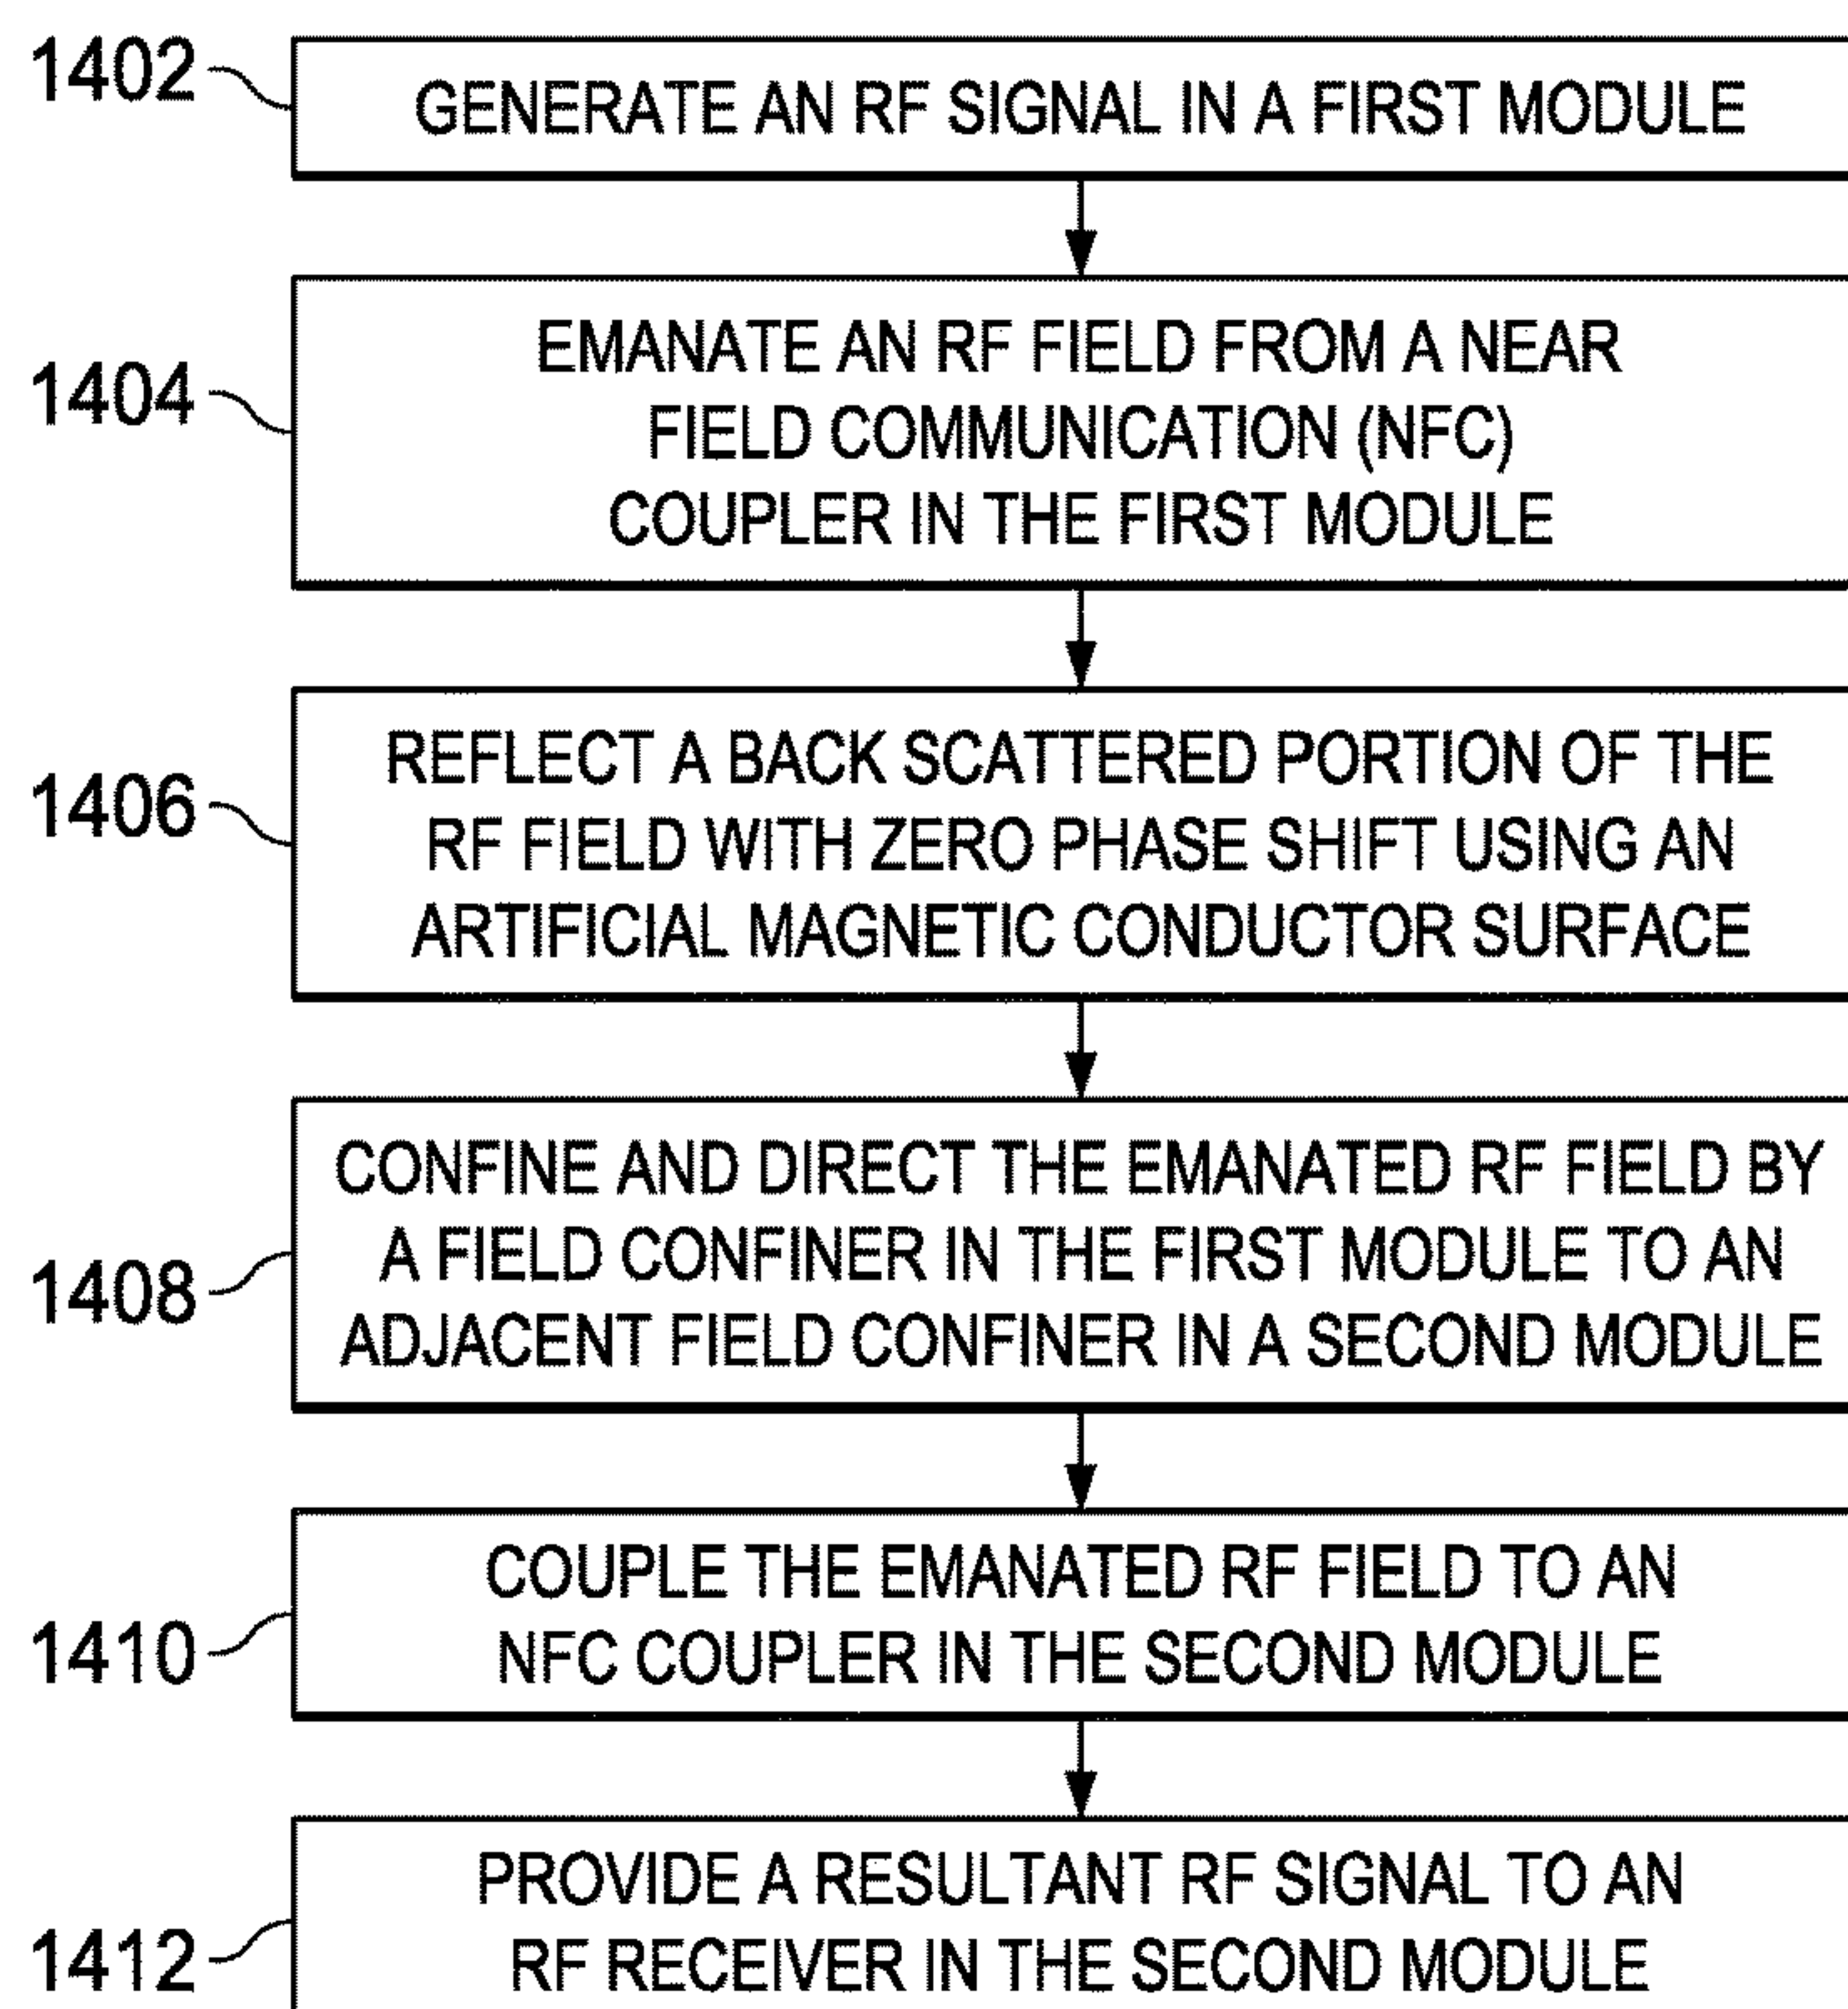 1402
GENERATE AN RF SIGNAL IN A FIRST MODULE
1404
EMANATE AN RF FIELD FROM A NEAR
FIELD COMMUNICATION (NFC)
COUPLER IN THE FIRST MODULE
1406
REFLECT A BACK SCATTERED PORTION OF THE
RF FIELD WITH ZERO PHASE SHIFT USING AN
ARTIFICIAL MAGNETIC CONDUCTOR SURFACE
1408
CONFINE AND DIRECT THE EMANATED RF FIELD BY
A FIELD CONFINER IN THE FIRST MODULE TO AN
ADJACENT FIELD CONFINER IN A SECOND MODULE
1410
COUPLE THE EMANATED RF FIELD TO AN
NFC COUPLER IN THE SECOND MODULE
1412
PROVIDE A RESULTANT RF SIGNAL TO AN
RF RECEIVER IN THE SECOND MODULE